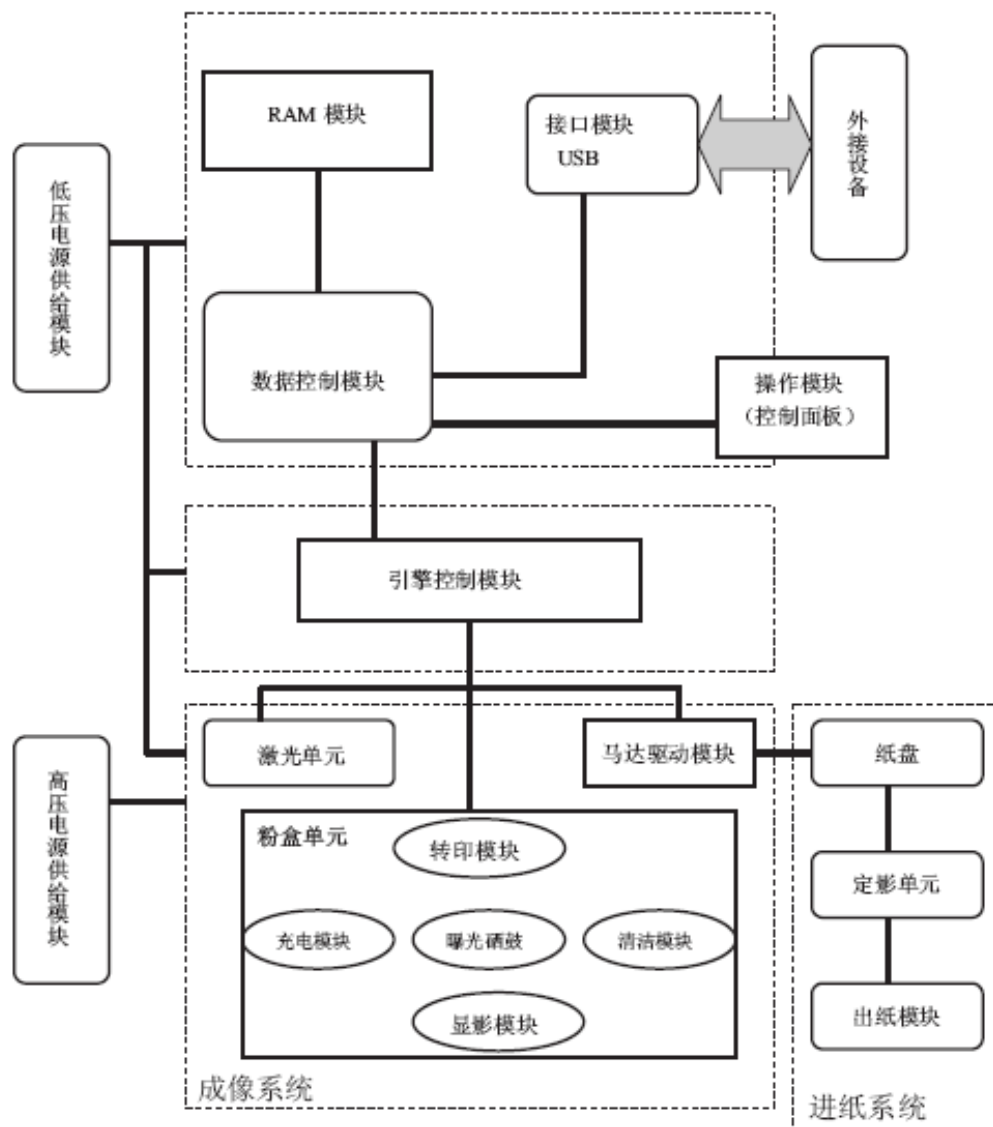 RAM 模块
接口模块
USB
外接设备
低压电源供给模块
数据控制模块
操作模块
（控制面板）
引擎控制模块
激光单元
马达驱动模块
纸盘
高压电源供给模块
粉盒单元
转印模块
定影单元
充电模块
曝光硒鼓
清洁模块
显影模块
出纸模块
成像系统
进纸系统